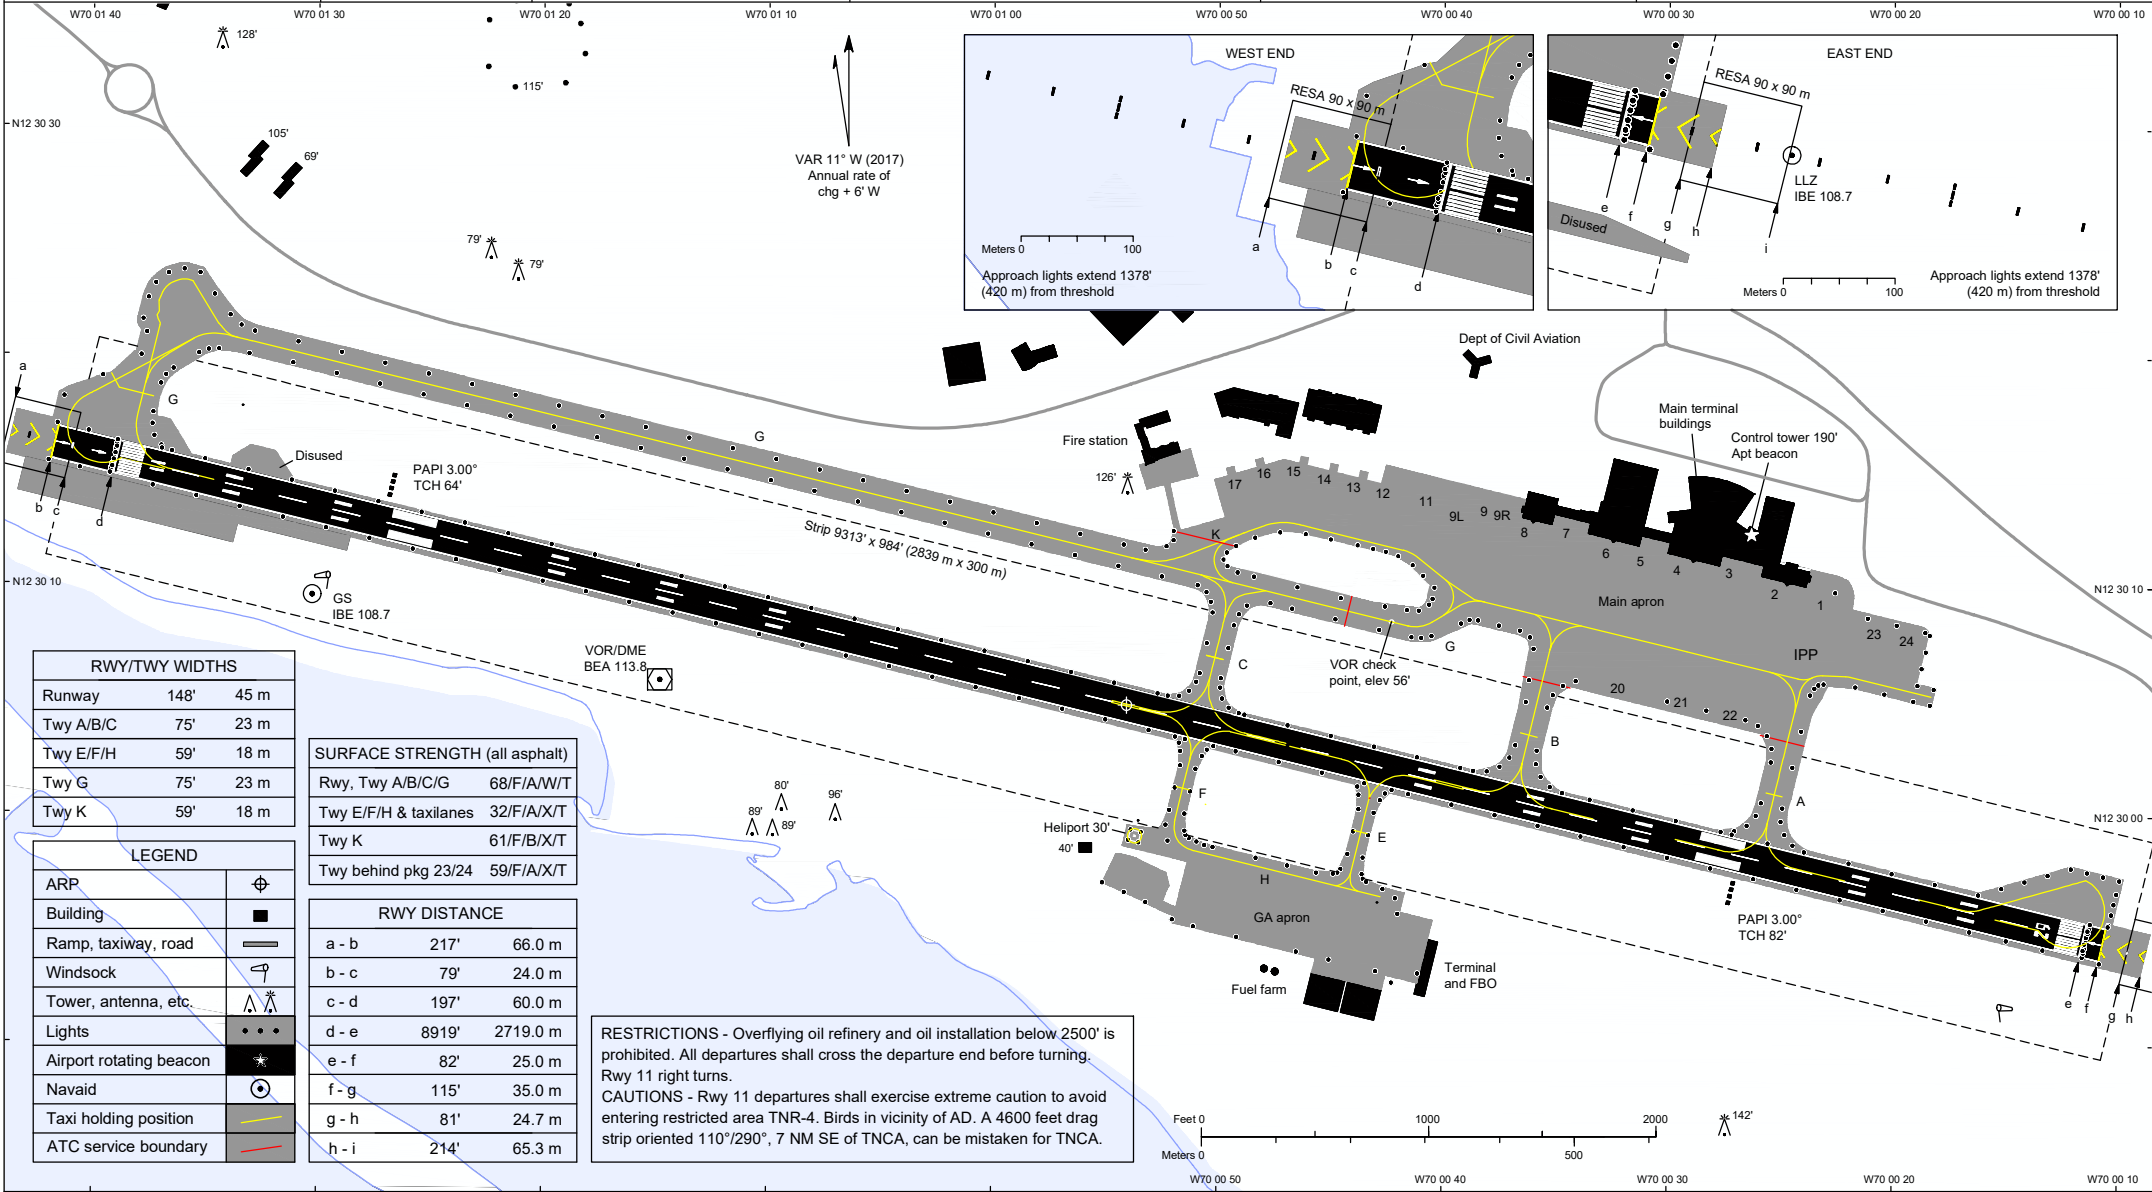 W70 01 40
W70 01 30
W70 01 20
W70 01 10
W70 01 00
W70 00 50
W70 00 40
W70 00 30
W70 00 20
W70 00 10
128'
115'
N12 30 30
105'
69'
79'
79'
VAR 11° W (2017)
Annual rate of
chg + 6' W
WEST END
RESA 90 x 90 m
Meters 0
100
Approach lights extend 1378'
(420 m) from threshold
a
b
c
d
11
EAST END
RESA 90 x 90 m
LLZ
IBE 108.7
Disused
e
f
g
h
i
Meters 0
100
Approach lights extend 1378'
(420 m) from threshold
Dept of Civil Aviation
Main terminal
buildings
Control tower 190'
Apt beacon
Fire station
126'
a
G
G
Disused
PAPI 3.00°
TCH 64'
b
c
d
Strip 9313' x 984' (2839 m x 300 m)
17
16
15
14
13
12
11
9L
9
9R
8
7
6
5
4
3
2
1
23
24
K
Main apron
IPP
20
21
22
N12 30 10
N12 30 10
GS
IBE 108.7
VOR/DME
BEA 113.8
C
VOR check
point, elev 56'
G
B
A
F
E
H
N12 30 00
80'
89'
89'
96'
Heliport 30'
40'
GA apron
Fuel farm
Terminal
and FBO
PAPI 3.00°
TCH 82'
29
e
f
g
h
RWY/TWY WIDTHS
Runway 148' 45 m
Twy A/B/C 75' 23 m
Twy E/F/H 59' 18 m
Twy G 75' 23 m
Twy K 59' 18 m
SURFACE STRENGTH (all asphalt)
Rwy, Twy A/B/C/G 68/F/A/W/T
Twy E/F/H & taxilanes 32/F/A/X/T
Twy K 61/F/B/X/T
Twy behind pkg 23/24 59/F/A/X/T
LEGEND
ARP
Building
Ramp, taxiway, road
Windsock
Tower, antenna, etc.
Lights
Airport rotating beacon
Navaid
Taxi holding position
ATC service boundary
RWY DISTANCE
a - b 217' 66.0 m
b - c 79' 24.0 m
c - d 197' 60.0 m
d - e 8919' 2719.0 m
e - f 82' 25.0 m
f - g 115' 35.0 m
g - h 81' 24.7 m
h - i 214' 65.3 m
RESTRICTIONS - Overflying oil refinery and oil installation below 2500' is
prohibited. All departures shall cross the departure end before turning.
Rwy 11 right turns.
CAUTIONS - Rwy 11 departures shall exercise extreme caution to avoid
entering restricted area TNR-4. Birds in vicinity of AD. A 4600 feet drag
strip oriented 110°/290°, 7 NM SE of TNCA, can be mistaken for TNCA.
Feet 0
1000
2000
Meters 0
500
142'
W70 00 50
W70 00 40
W70 00 30
W70 00 20
W70 00 10